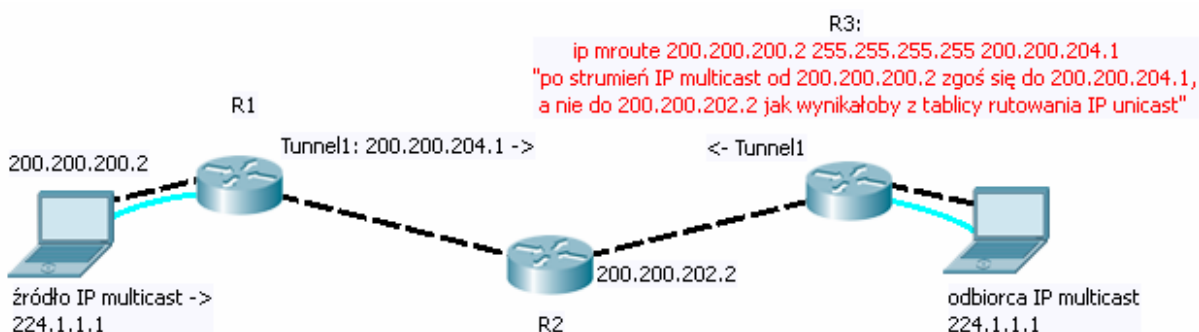 R3:
ip mroute 200.200.200.2 255.255.255.255 200.200.204.1
"po strumień IP multicast od 200.200.200.2 zgoś się do 200.200.204.1,
a nie do 200.200.202.2 jak wynikałoby z tablicy rutowania IP unicast"
R1
Tunnel1: 200.200.204.1 ->
<- Tunnel1
200.200.200.2
200.200.202.2
źródło IP multicast ->
224.1.1.1
R2
odbiorca IP multicast
224.1.1.1